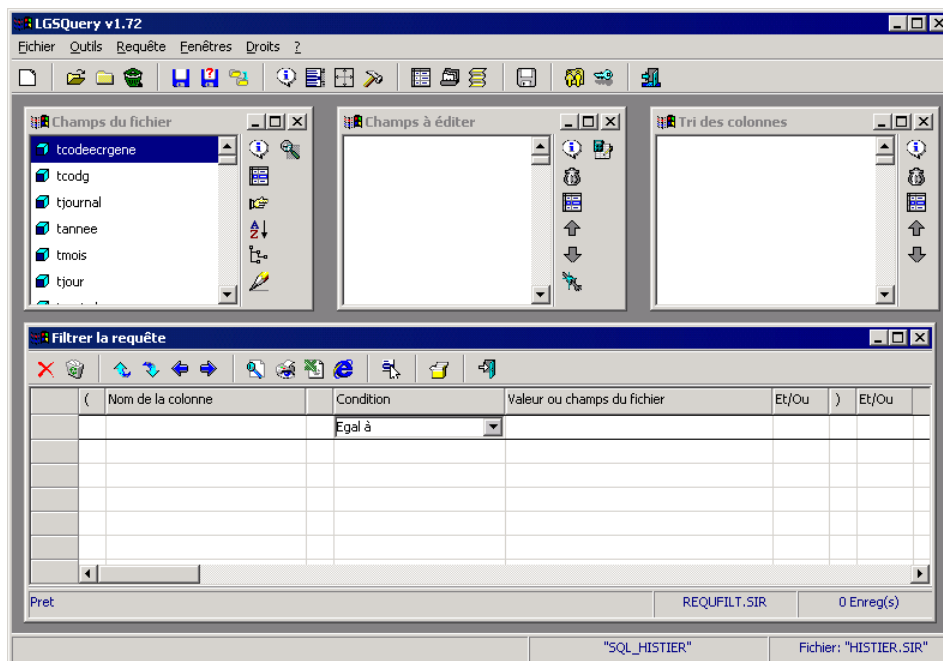 LGSQuery v1.72
Fichier Outils Requête Fenêtres Droits ?
Champs du fichier
tcodeecrgene
tcodg
tjournal
tannee
tmois
tjour
Champs à éditer
Tri des colonnes
Filtrer la requête
( Nom de la colonne Condition Valeur ou champs du fichier Et/Ou ) Et/Ou
Egal à
Pret REQUFILT.SIR 0 Enreg(s)
"SQL_HISTIER" Fichier: "HISTIER.SIR"